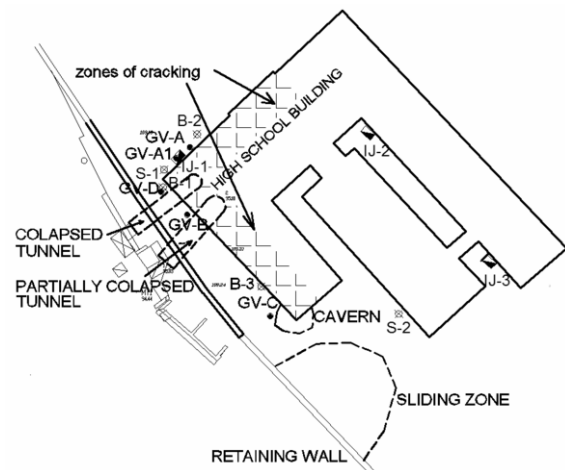 zones of cracking
HIGH SCHOOL BUILDING
B-2
GV-A
GV-A1
IJ-1
S-1
B-1
GV-D
GV-B
IJ-2
COLAPSED
TUNNEL
PARTIALLY COLAPSED
TUNNEL
B-3
GV-C
CAVERN
IJ-3
S-2
SLIDING ZONE
RETAINING WALL